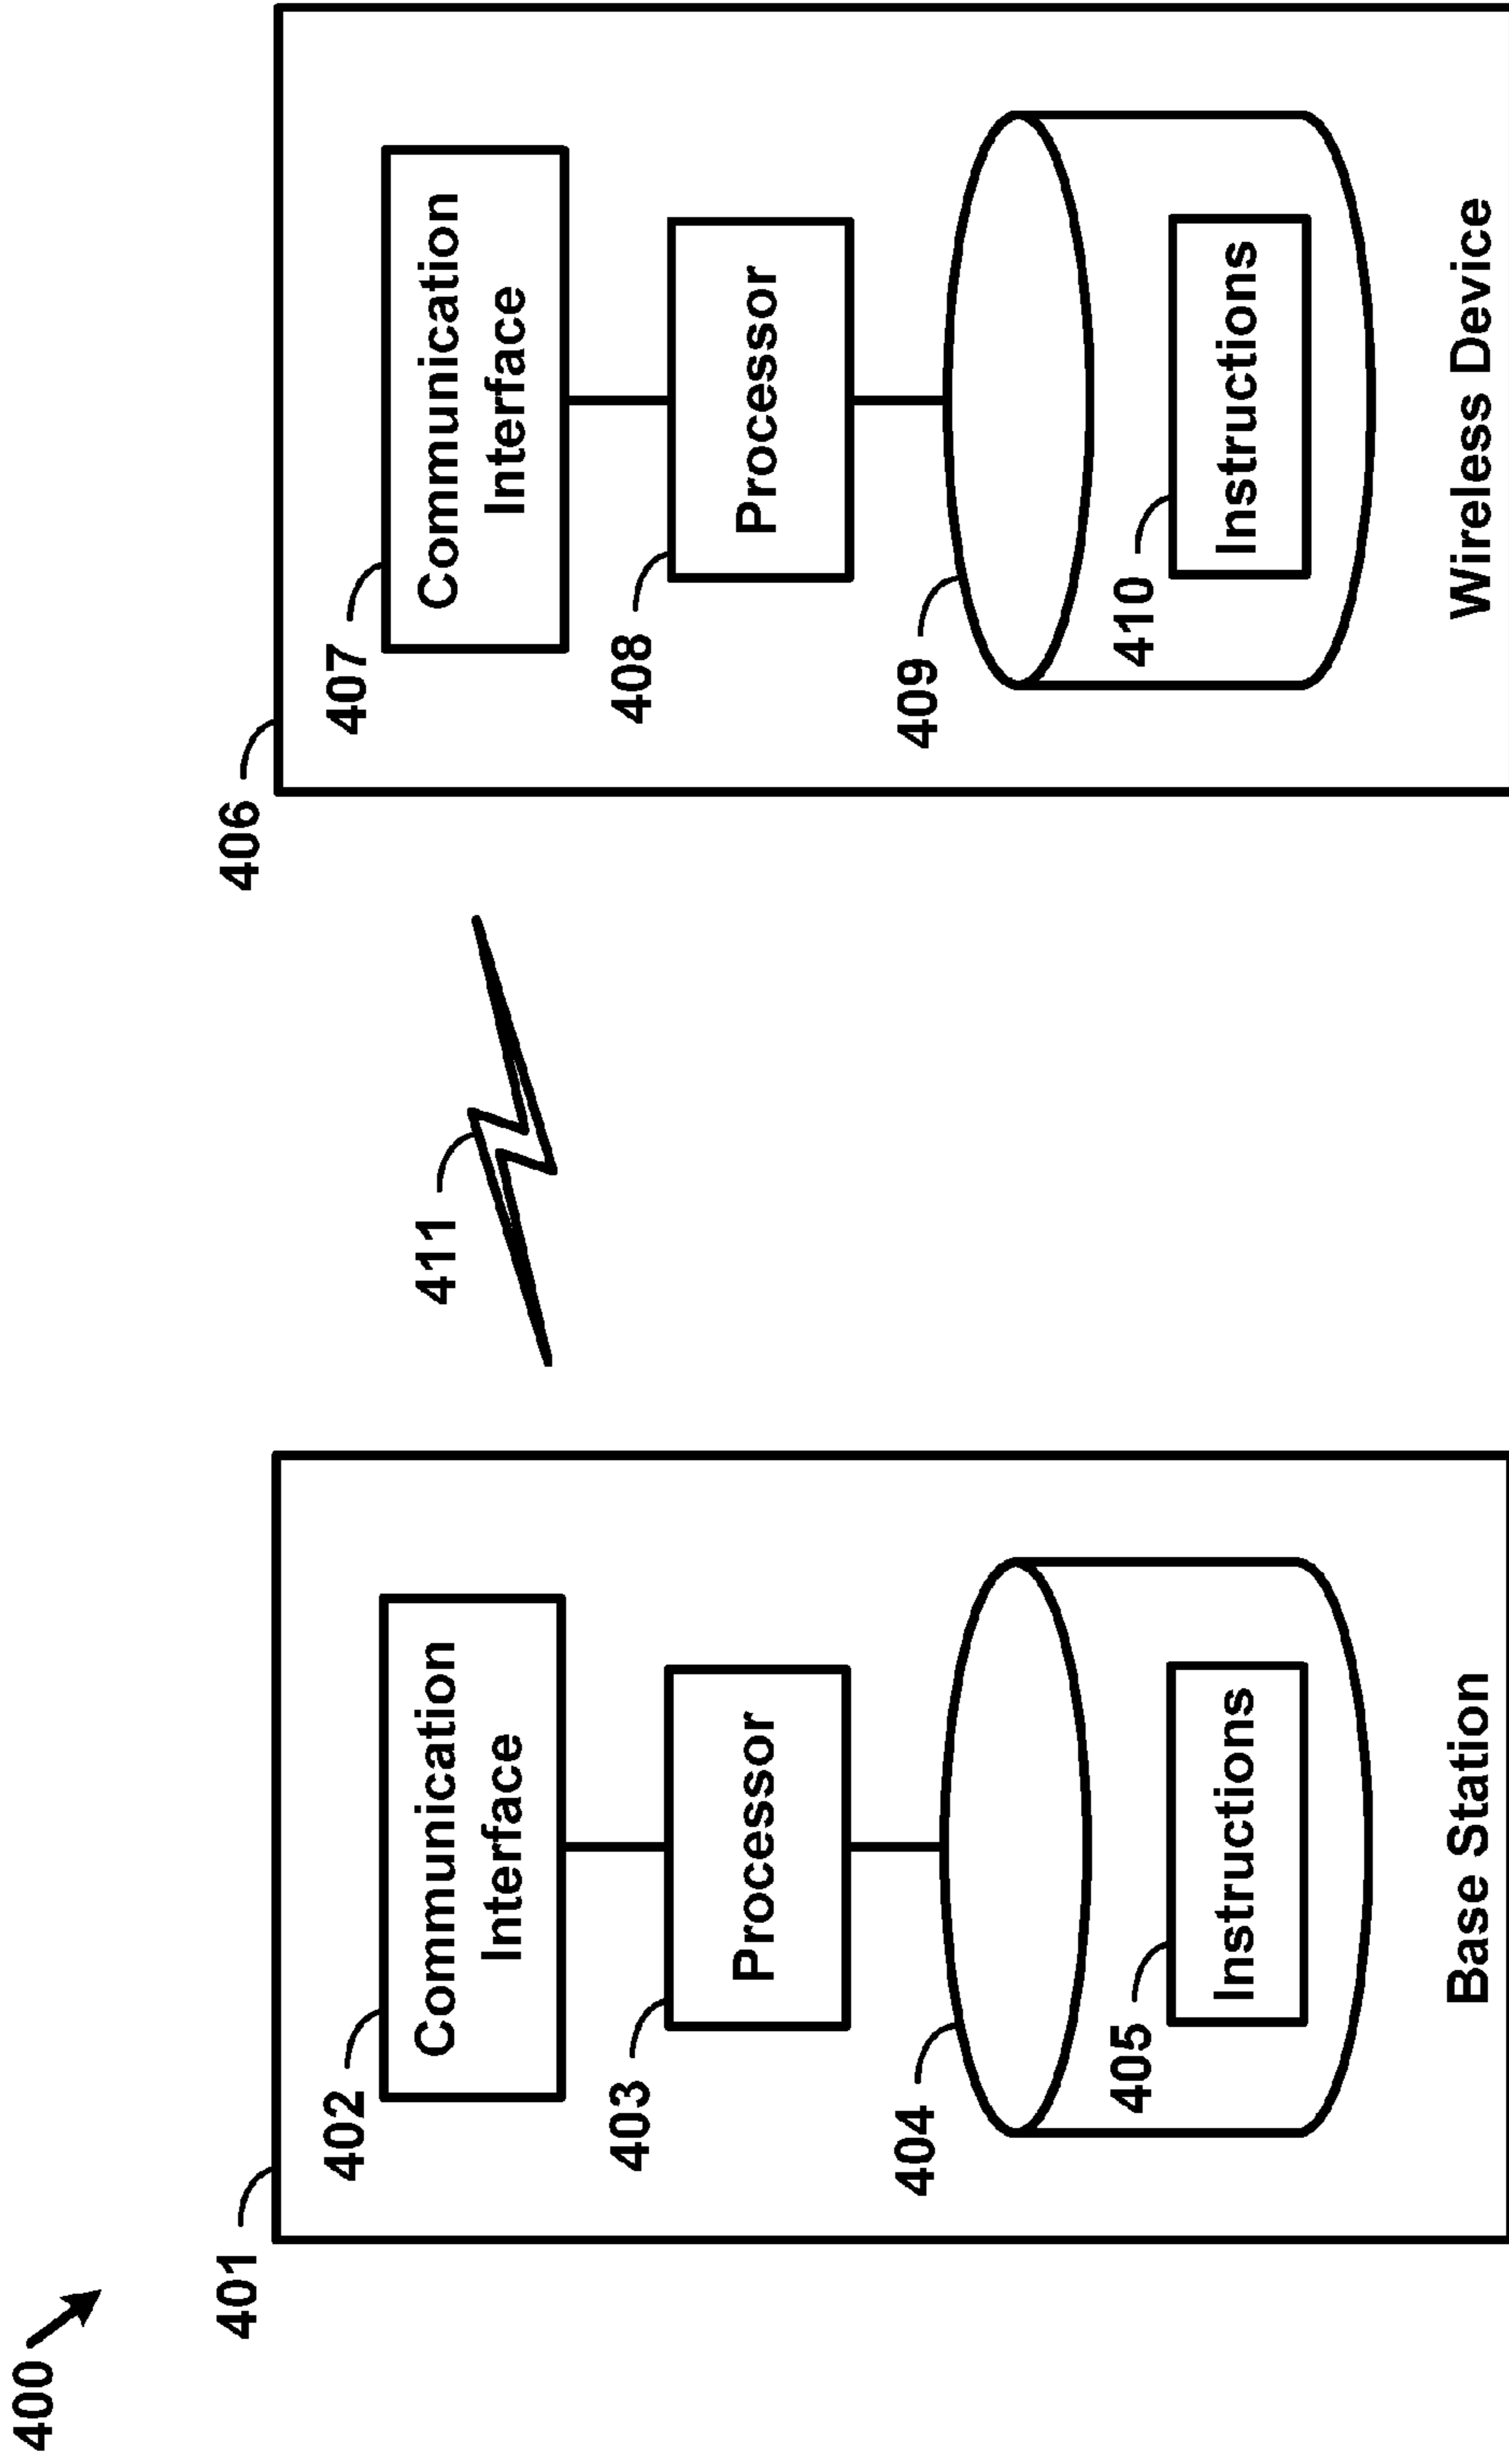 400
401
402
Communication
Interface
403
Processor
404
405
Instructions
Base Station
411
406
407
Communication
Interface
408
Processor
409
410
Instructions
Wireless Device